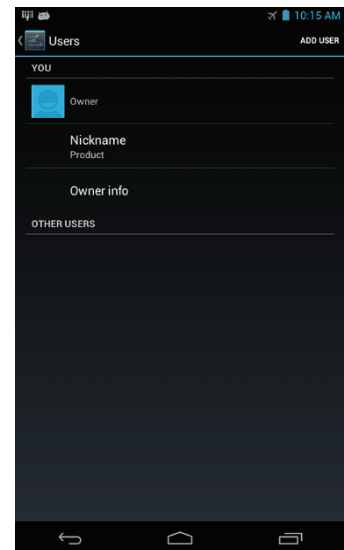 10:15 AM
Users
ADD USER
YOU
Owner
Nickname
Product
Owner info
OTHER USERS